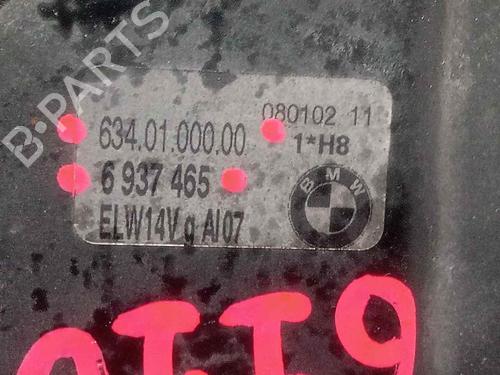 B-PARTS
634.01.000.00
080102 11
1*H8
6 937 465
BMW
ELW14V g AI07